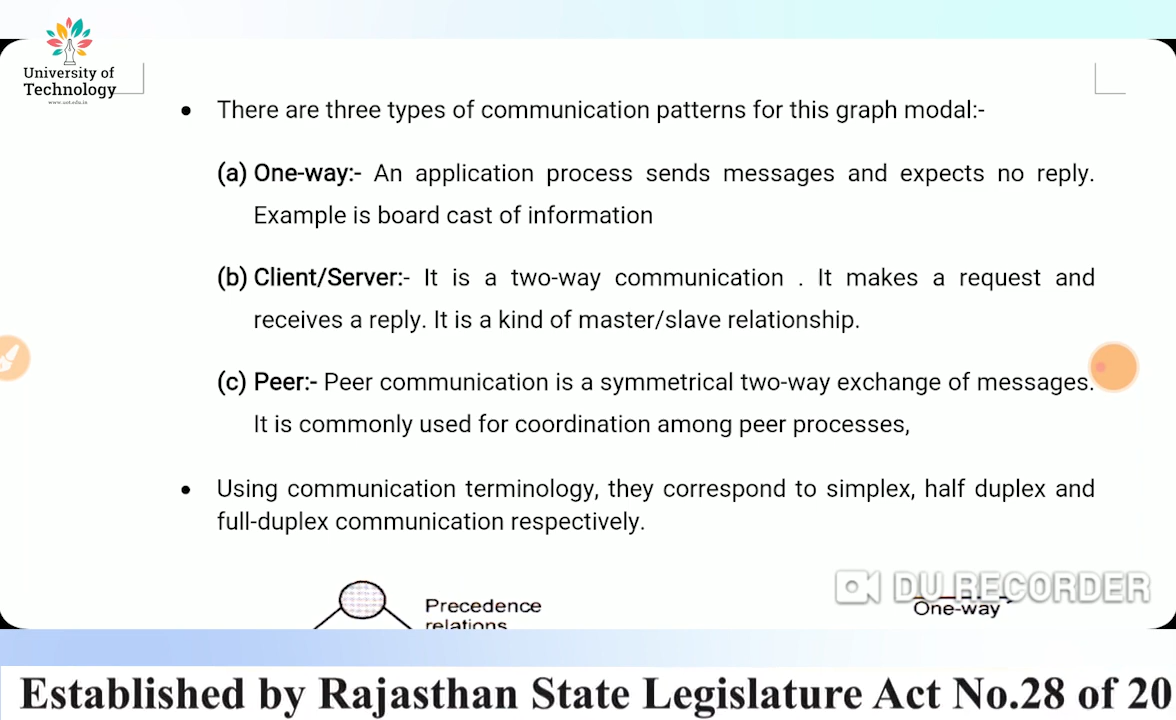 University of
Technology
www.uot.edu.in
• There are three types of communication patterns for this graph modal:-
(a) One-way:- An application process sends messages and expects no reply.
Example is board cast of information
(b) Client/Server:- It is a two-way communication . It makes a request and
receives a reply. It is a kind of master/slave relationship.
(c) Peer:- Peer communication is a symmetrical two-way exchange of messages.
It is commonly used for coordination among peer processes,
• Using communication terminology, they correspond to simplex, half duplex and
full-duplex communication respectively.
Precedence
relations
One-way
DU RECORDER
Established by Rajasthan State Legislature Act No.28 of 20